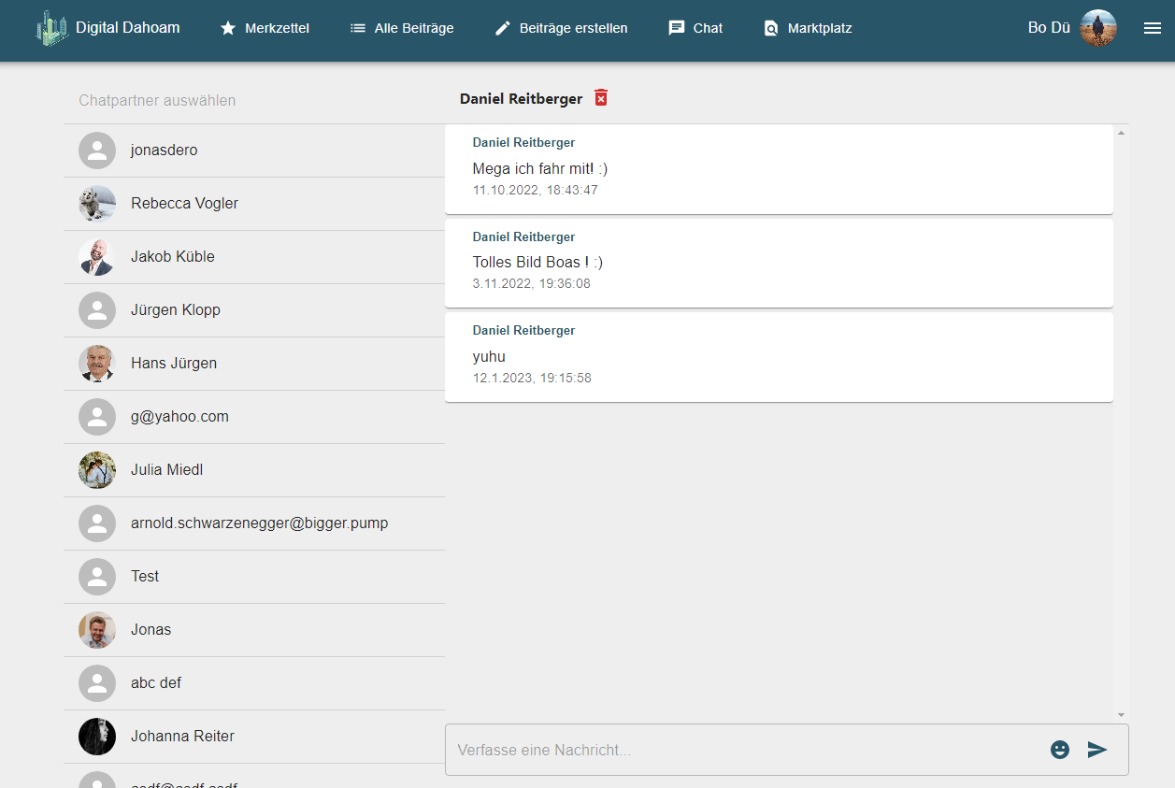 Digital Dahoam
Merkzettel
Alle Beiträge
Beiträge erstellen
Chat
Marktplatz
Bo Dü
Chatpartner auswählen
jonasdero
Rebecca Vogler
Jakob Küble
Jürgen Klopp
Hans Jürgen
g@yahoo.com
Julia Miedl
arnold.schwarzenegger@bigger.pump
Test
Jonas
abc def
Johanna Reiter
Daniel Reitberger
Daniel Reitberger
Mega ich fahr mit! :)
11.10.2022, 18:43:47
Daniel Reitberger
Tolles Bild Boas ! :)
3.11.2022, 19:36:08
Daniel Reitberger
yuhu
12.1.2023, 19:15:58
Verfasse eine Nachricht...